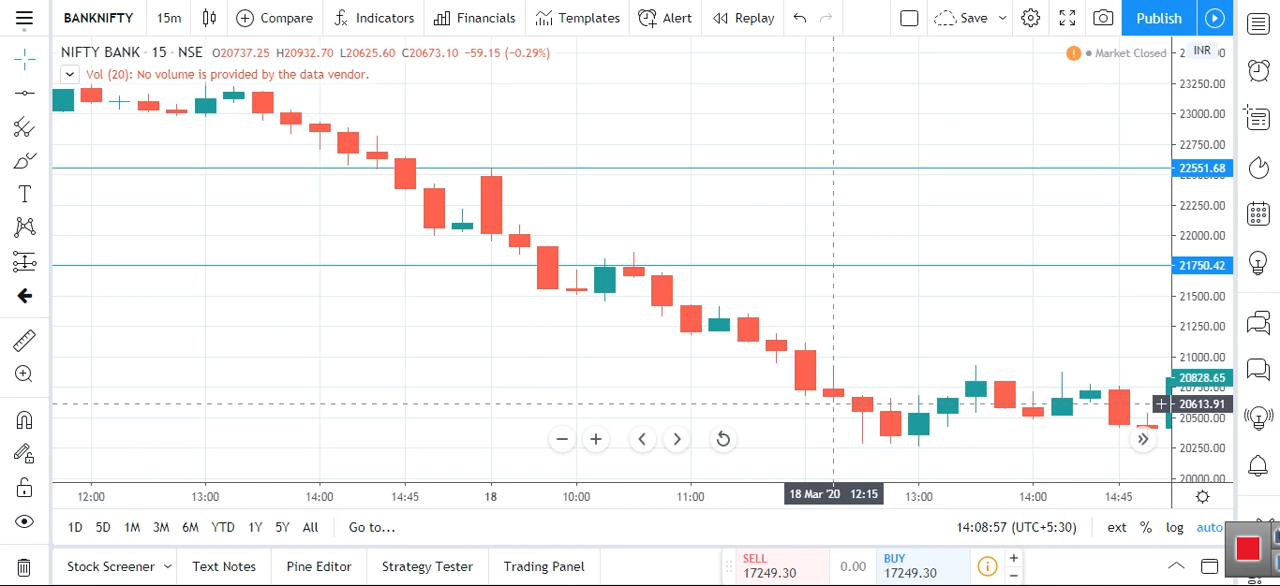 BANKNIFTY 15m Compare Indicators Financials Templates Alert Replay Save Publish
NIFTY BANK · 15 · NSE O20737.25 H20932.70 L20625.60 C20673.10 −59.15 (−0.29%) Market Closed INR
Vol (20): No volume is provided by the data vendor.
23250.00
23000.00
22750.00
22551.68
22250.00
22000.00
21750.42
21500.00
21250.00
21000.00
20828.65
20613.91
20500.00
20250.00
20000.00
12:00 13:00 14:00 14:45 18 10:00 11:00 18 Mar '20 12:15 13:00 14:00 14:45
1D 5D 1M 3M 6M YTD 1Y 5Y All Go to... 14:08:57 (UTC+5:30) ext % log auto
Stock Screener Text Notes Pine Editor Strategy Tester Trading Panel
SELL 17249.30 0.00 BUY 17249.30